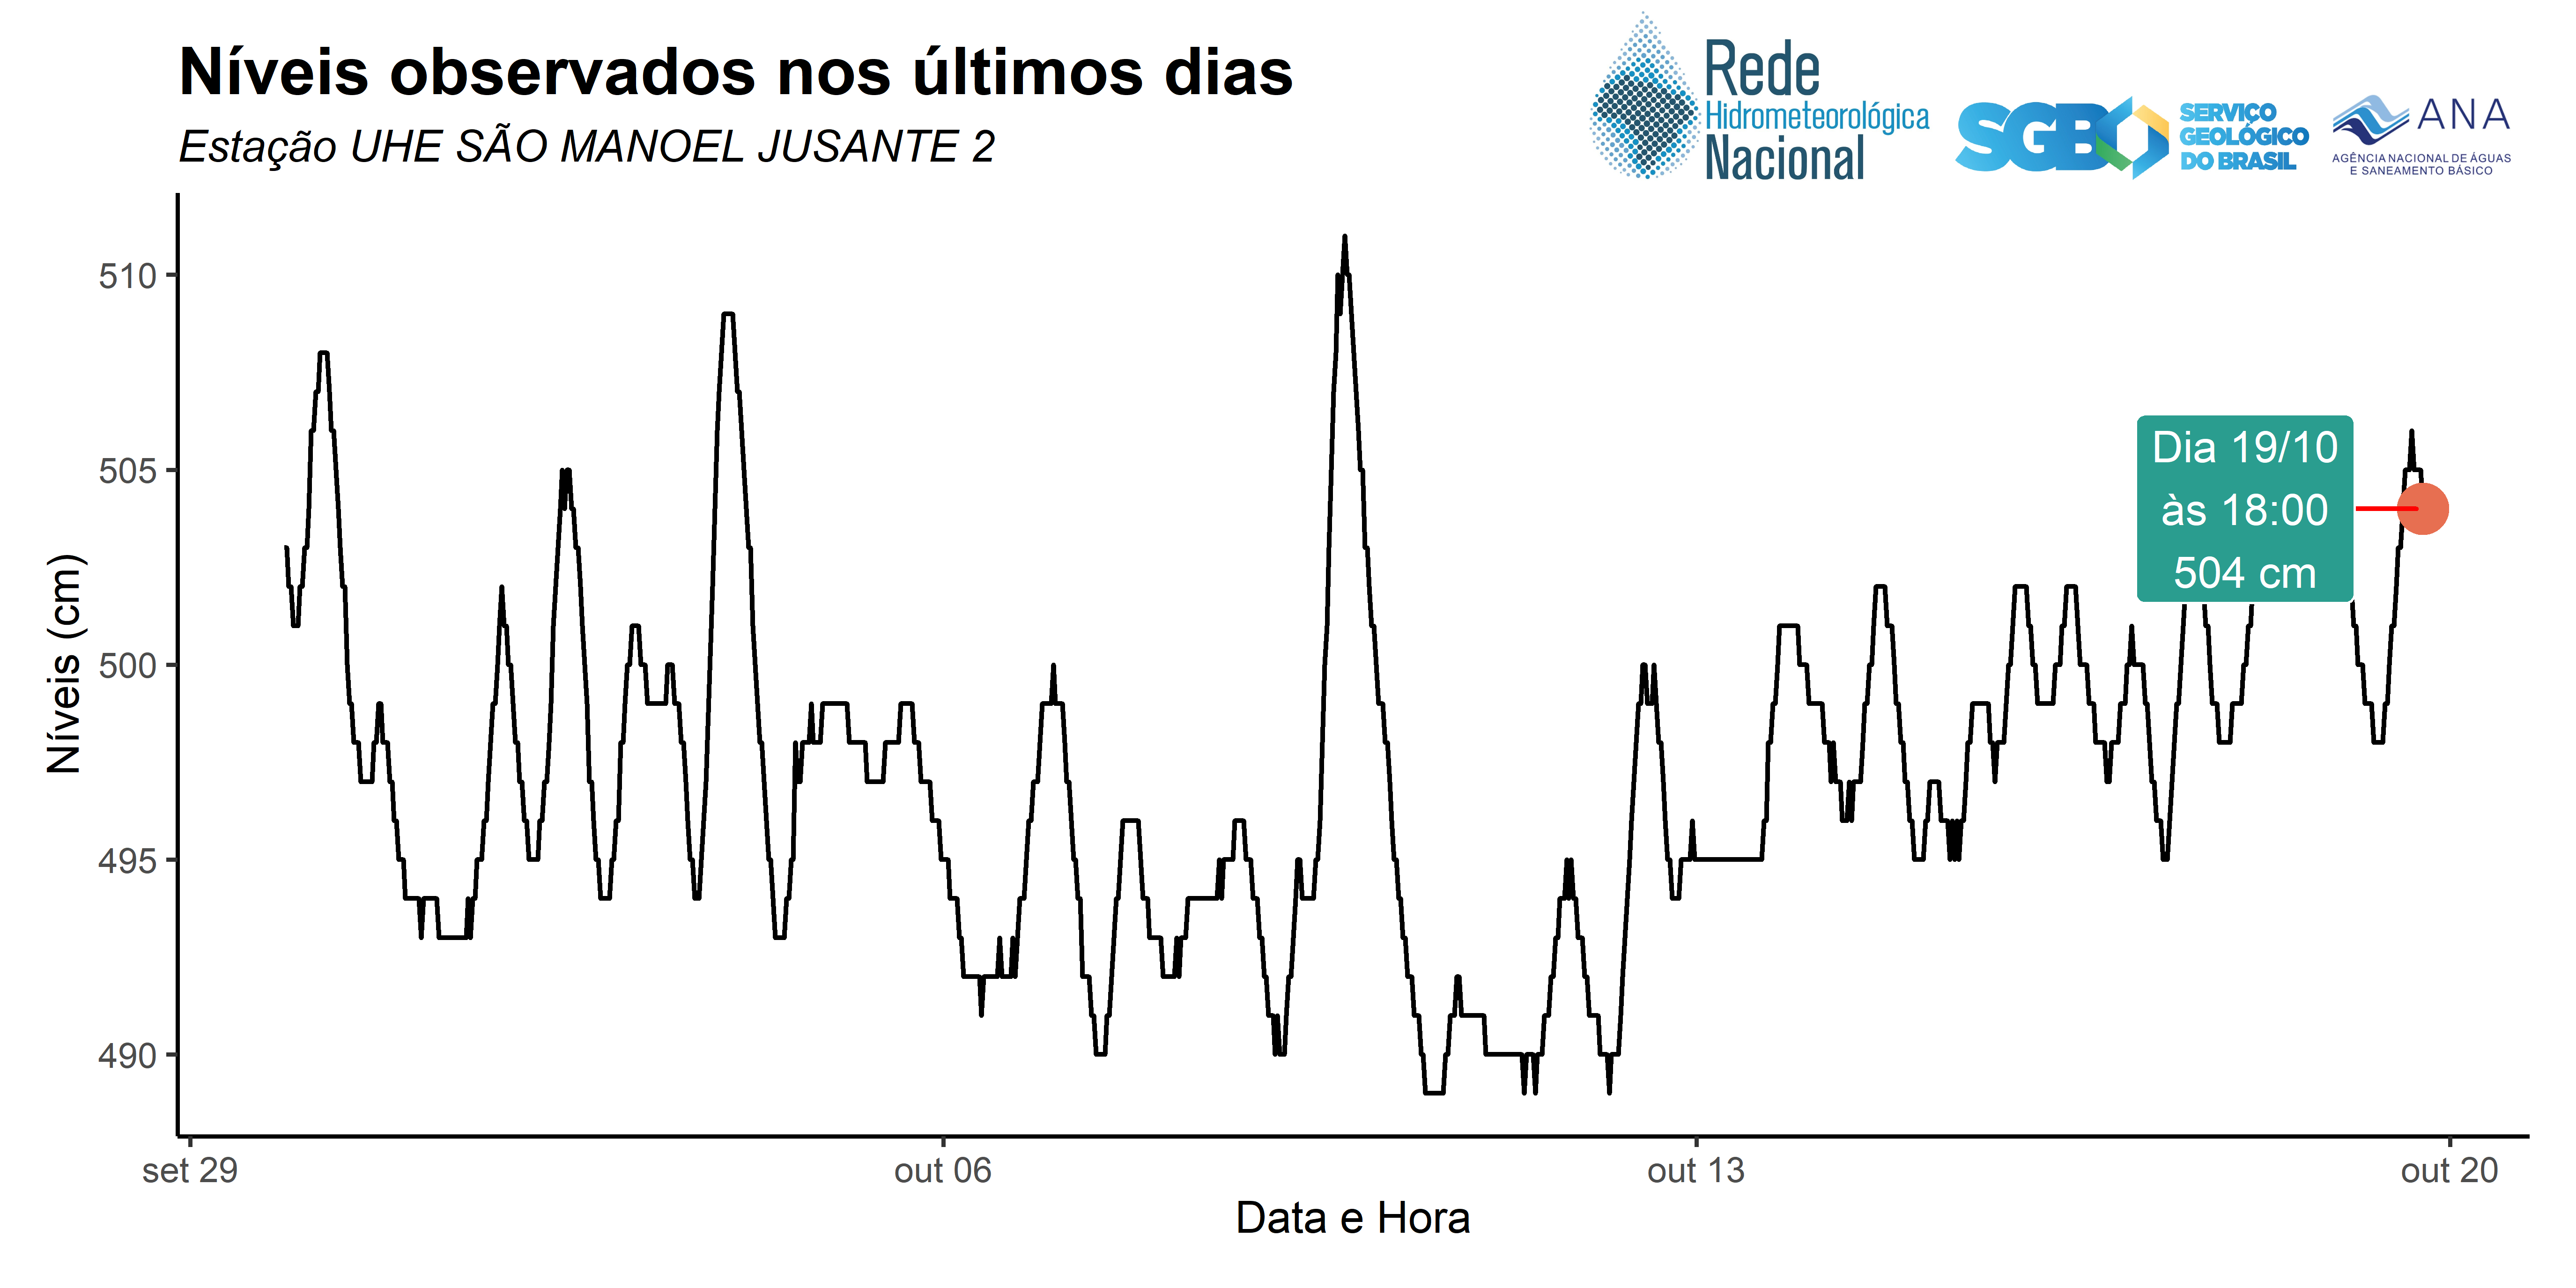 Níveis observados nos últimos dias
Estação UHE SÃO MANOEL JUSANTE 2
Rede
Hidrometeorológica
Nacional
SGB
SERVIÇO
GEOLÓGICO
DO BRASIL
ANA
AGÊNCIA NACIONAL DE ÁGUAS
E SANEAMENTO BÁSICO
510
505
500
495
490
Níveis (cm)
Dia 19/10
às 18:00
504 cm
set 29
out 06
out 13
out 20
Data e Hora